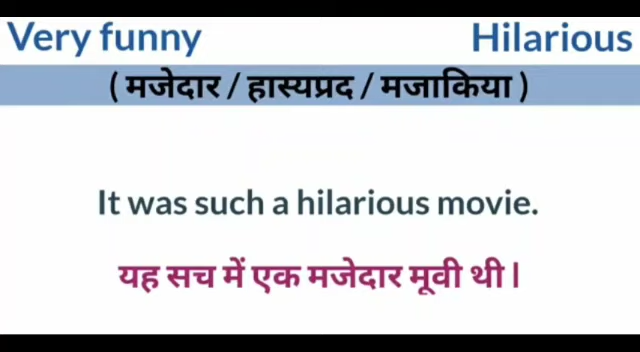 Very funny Hilarious
( मजेदार / हास्यप्रद / मजाकिया )
It was such a hilarious movie.
यह सच में एक मजेदार मूवी थी।